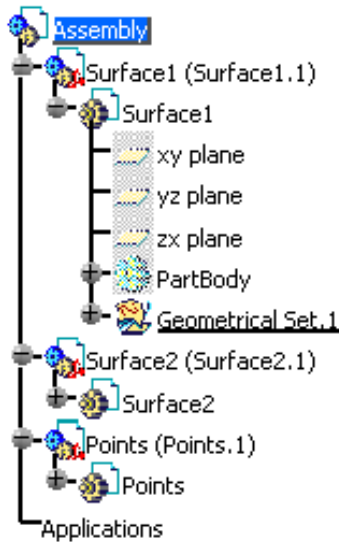 Assembly
Surface1 (Surface1.1)
Surface1
xy plane
yz plane
zx plane
PartBody
Geometrical Set.1
Surface2 (Surface2.1)
Surface2
Points (Points.1)
Points
Applications